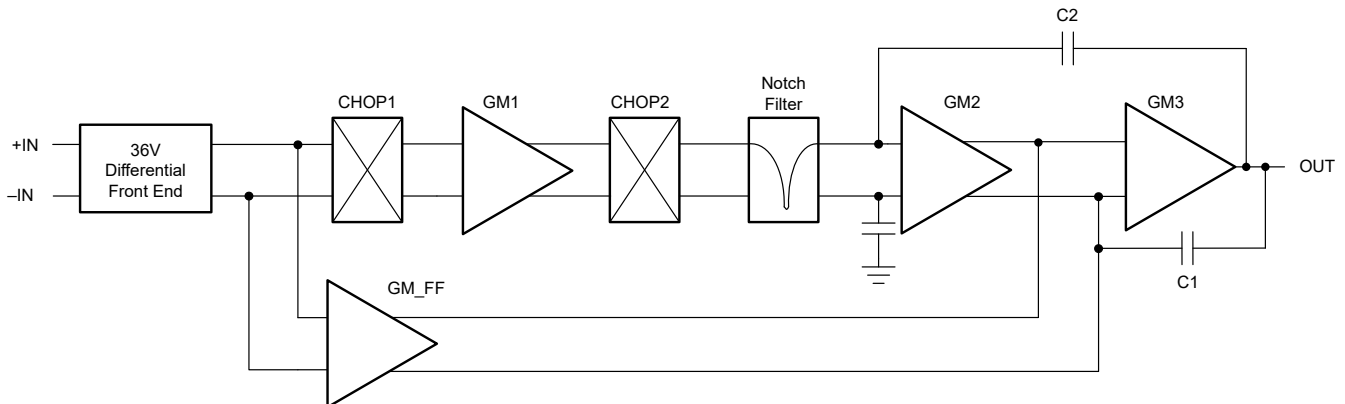 C2
Notch
Filter
CHOP1
GM1
CHOP2
GM2
GM3
+IN
–IN
36V
Differential
Front End
OUT
C1
GM_FF